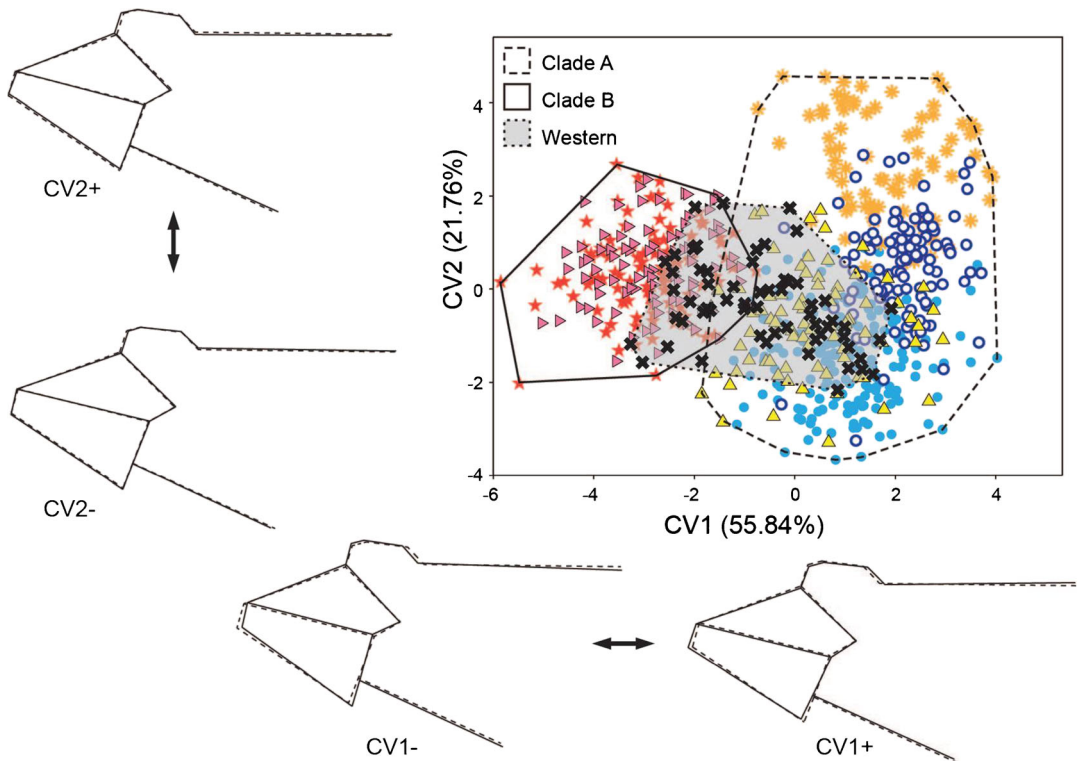 CV2+
CV2-
CV1-
CV1+
Clade A
Clade B
Western
CV2 (21.76%)
4
2
0
-2
-4
-6
-4
-2
0
2
4
CV1 (55.84%)